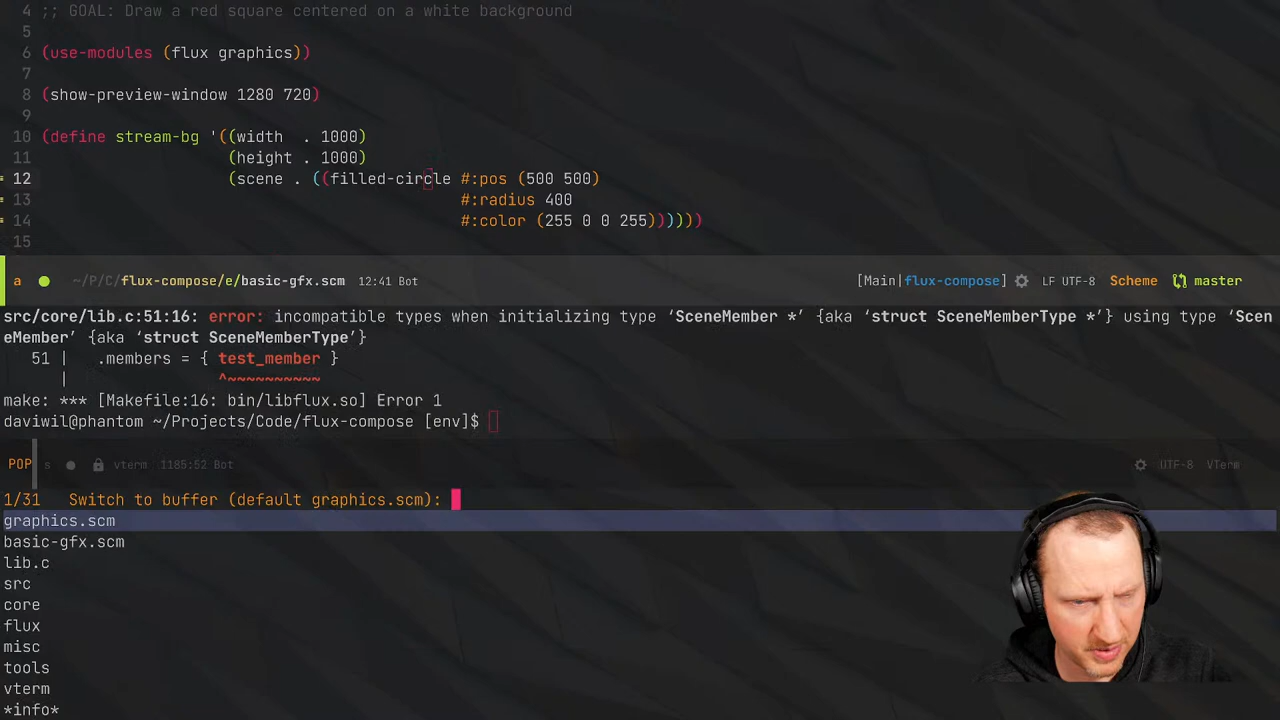 4 ;; GOAL: Draw a red square centered on a white background
5
6 (use-modules (flux graphics))
7
8 (show-preview-window 1280 720)
9
10 (define stream-bg '((width . 1000)
11 (height . 1000)
12 (scene . ((filled-circle #:pos (500 500)
13 #:radius 400
14 #:color (255 0 0 255))))))
15
a ~/P/C/flux-compose/e/basic-gfx.scm 12:41 Bot [Main|flux-compose] LF UTF-8 Scheme master
src/core/lib.c:51:16: error: incompatible types when initializing type ‘SceneMember *’ {aka ‘struct SceneMemberType *’} using type ‘Scen
eMember’ {aka ‘struct SceneMemberType’}
51 | .members = { test_member }
| ^~~~~~~~~~~
make: *** [Makefile:16: bin/libflux.so] Error 1
daviwil@phantom ~/Projects/Code/flux-compose [env]$
POP s vterm 1185:52 Bot UTF-8 VTerm
1/31 Switch to buffer (default graphics.scm):
graphics.scm
basic-gfx.scm
lib.c
src
core
flux
misc
tools
vterm
*info*